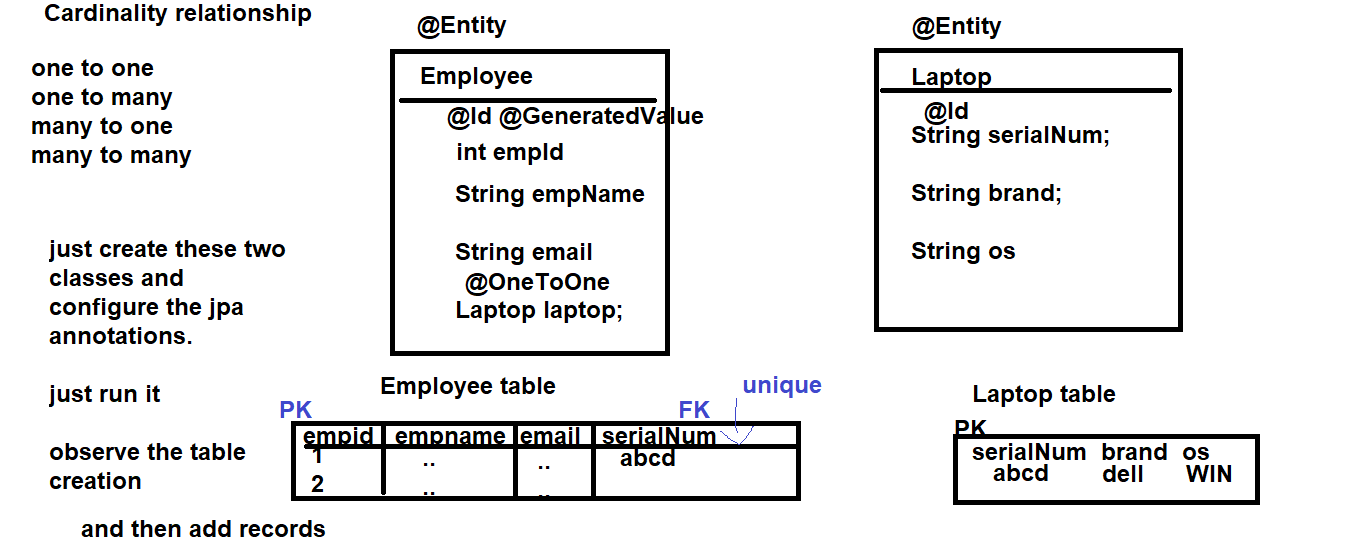 Cardinality relationship
one to one
one to many
many to one
many to many
just create these two
classes and
configure the jpa
annotations.
just run it
observe the table
creation
and then add records
@Entity
Employee
@Id @GeneratedValue
int empId
String empName
String email
@OneToOne
Laptop laptop;
@Entity
Laptop
@Id
String serialNum;
String brand;
String os
Employee table
unique
PK
FK
empid empname email serialNum
1 .. .. abcd
2 .. ..
Laptop table
PK
serialNum brand os
abcd dell WIN